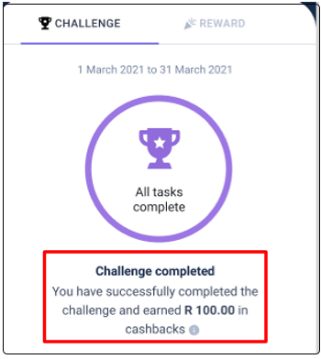 CHALLENGE
REWARD
1 March 2021 to 31 March 2021
All tasks
complete
Challenge completed
You have successfully completed the
challenge and earned R 100.00 in
cashbacks